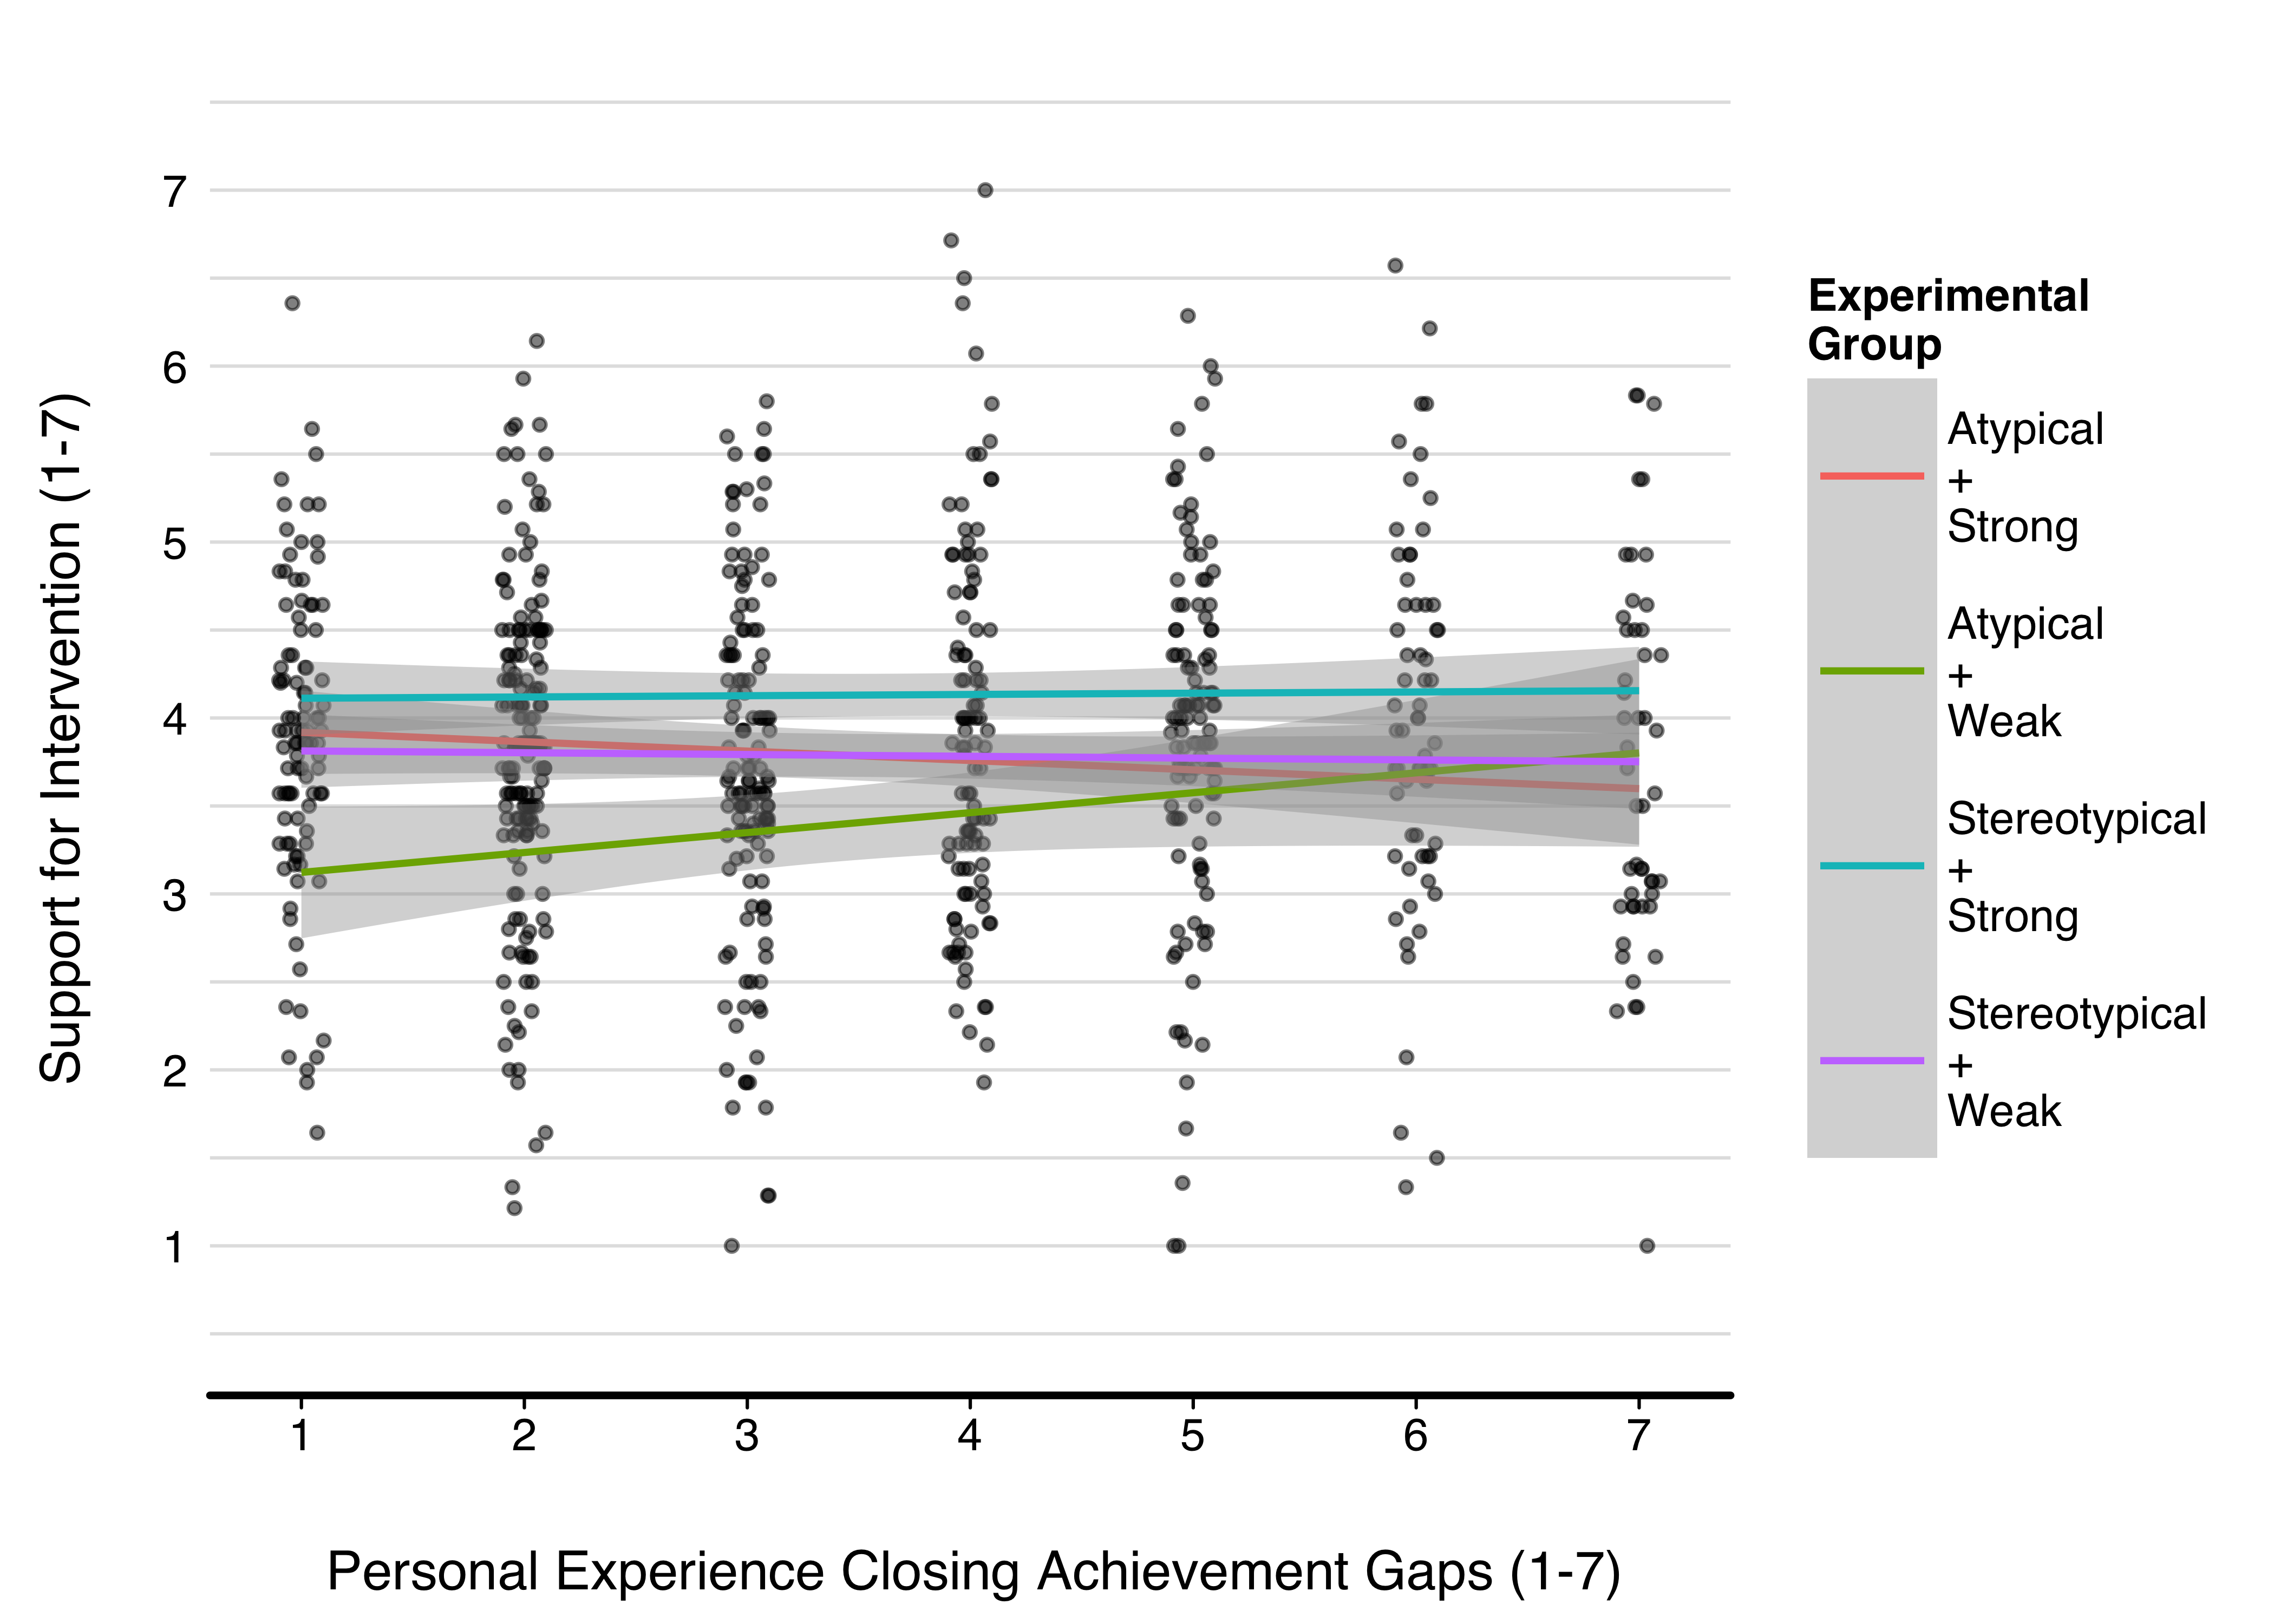 Support for Intervention (1-7)
7
6
5
4
3
2
1
1 2 3 4 5 6 7
Personal Experience Closing Achievement Gaps (1-7)
Experimental
Group
Atypical
+
Strong
Atypical
+
Weak
Stereotypical
+
Strong
Stereotypical
+
Weak